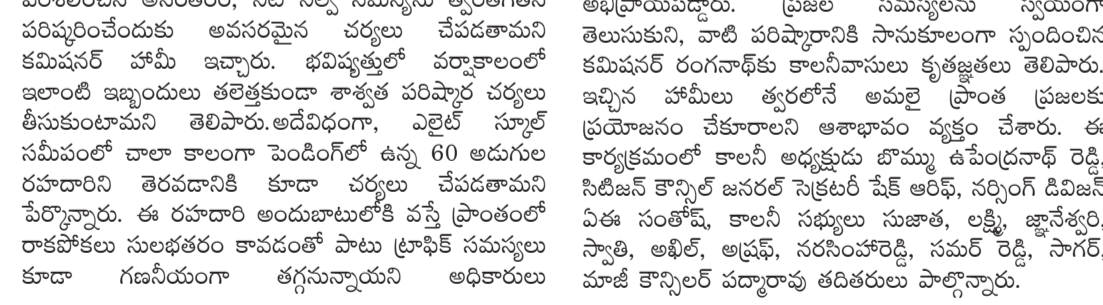 పరిశీలించిన అనంతరం, నీటి నిల్వ సమస్యను త్వరితగతిన
పరిష్కరించేందుకు అవసరమైన చర్యలు చేపడతామని
కమిషనర్ హామీ ఇచ్చారు. భవిష్యత్తులో వర్షాకాలంలో
ఇలాంటి ఇబ్బందులు తలెత్తకుండా శాశ్వత పరిష్కార చర్యలు
తీసుకుంటామని తెలిపారు.అదేవిధంగా, ఎలైట్ స్కూల్
సమీపంలో చాలా కాలంగా పెండింగ్‌లో ఉన్న 60 అడుగుల
రహదారిని తెరవడానికి కూడా చర్యలు చేపడతామని
పేర్కొన్నారు. ఈ రహదారి అందుబాటులోకి వస్తే ప్రాంతంలో
రాకపోకలు సులభతరం కావడంతో పాటు ట్రాఫిక్ సమస్యలు
కూడా గణనీయంగా తగ్గనున్నాయని అధికారులు
అభిప్రాయపడ్డారు. ప్రజల సమస్యలను స్వయంగా
తెలుసుకుని, వాటి పరిష్కారానికి సానుకూలంగా స్పందించిన
కమిషనర్ రంగనాథ్‌కు కాలనీవాసులు కృతజ్ఞతలు తెలిపారు.
ఇచ్చిన హామీలు త్వరలోనే అమలై ప్రాంత ప్రజలకు
ప్రయోజనం చేకూరాలని ఆశాభావం వ్యక్తం చేశారు. ఈ
కార్యక్రమంలో కాలనీ అధ్యక్షుడు బొమ్ము ఉపేంద్రనాథ్ రెడ్డి,
సిటిజన్ కౌన్సిల్ జనరల్ సెక్రటరీ షేక్ ఆరిఫ్, నర్సింగ్ డివిజన్
ఏఈ సంతోష్, కాలనీ సభ్యులు సుజాత, లక్ష్మి, జ్ఞానేశ్వరి,
స్వాతి, అఖిల్, అష్రఫ్, నరసింహారెడ్డి, సమర్ రెడ్డి, సాగర్,
మాజీ కౌన్సిలర్ పద్మారావు తదితరులు పాల్గొన్నారు.